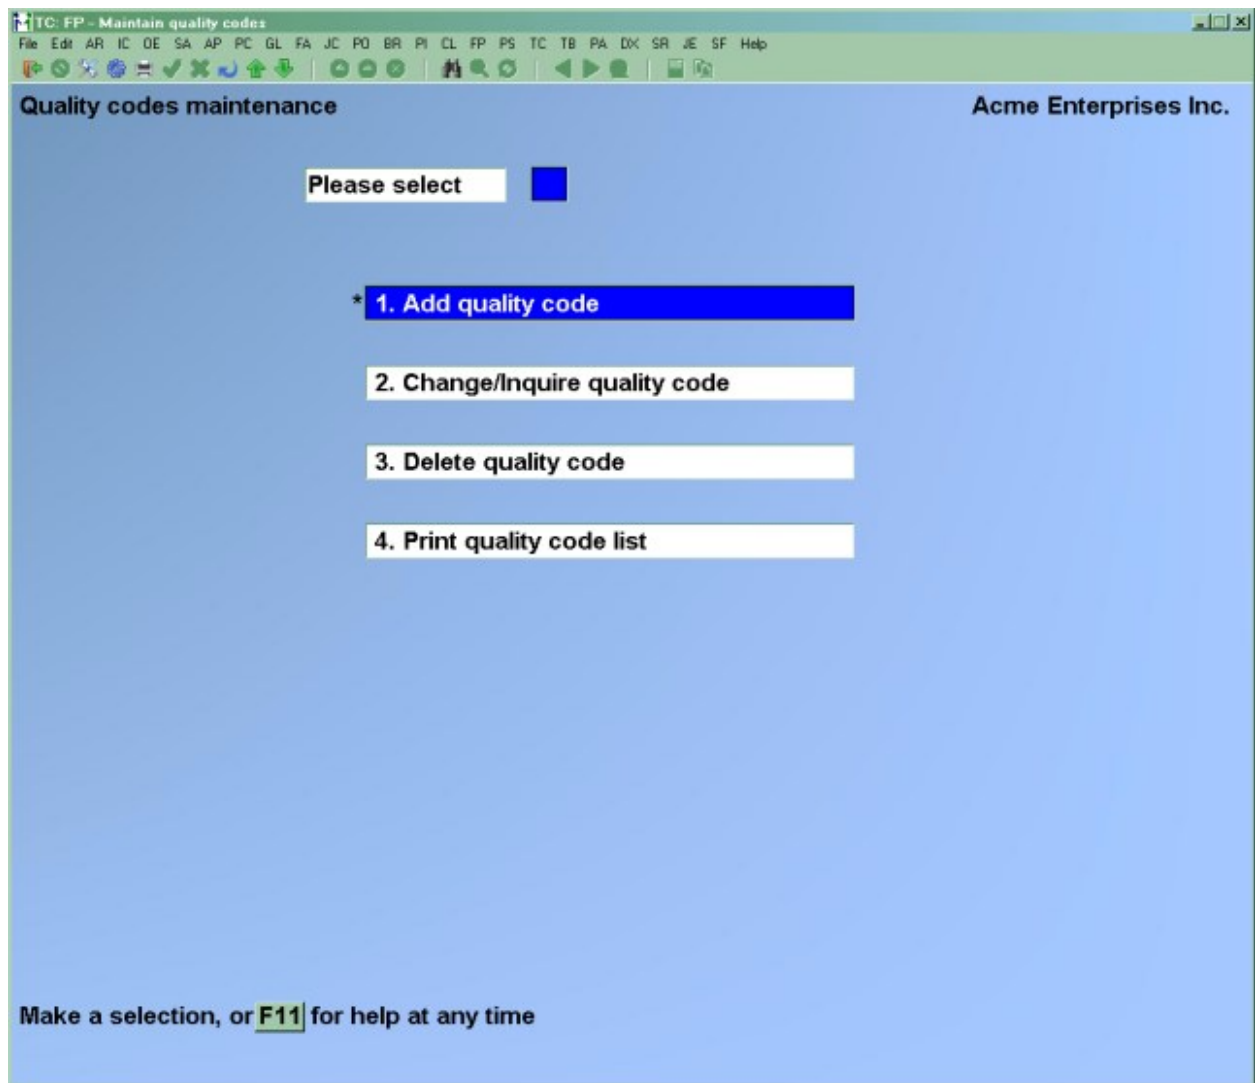 TC: FP - Maintain quality codes
File Edit AR IC OE SA AP PC GL FA JC PO BR PI CL FP PS TC TB PA DX SR JE SF Help
Quality codes maintenance Acme Enterprises Inc.
Please select
* 1. Add quality code
2. Change/Inquire quality code
3. Delete quality code
4. Print quality code list
Make a selection, or F11 for help at any time